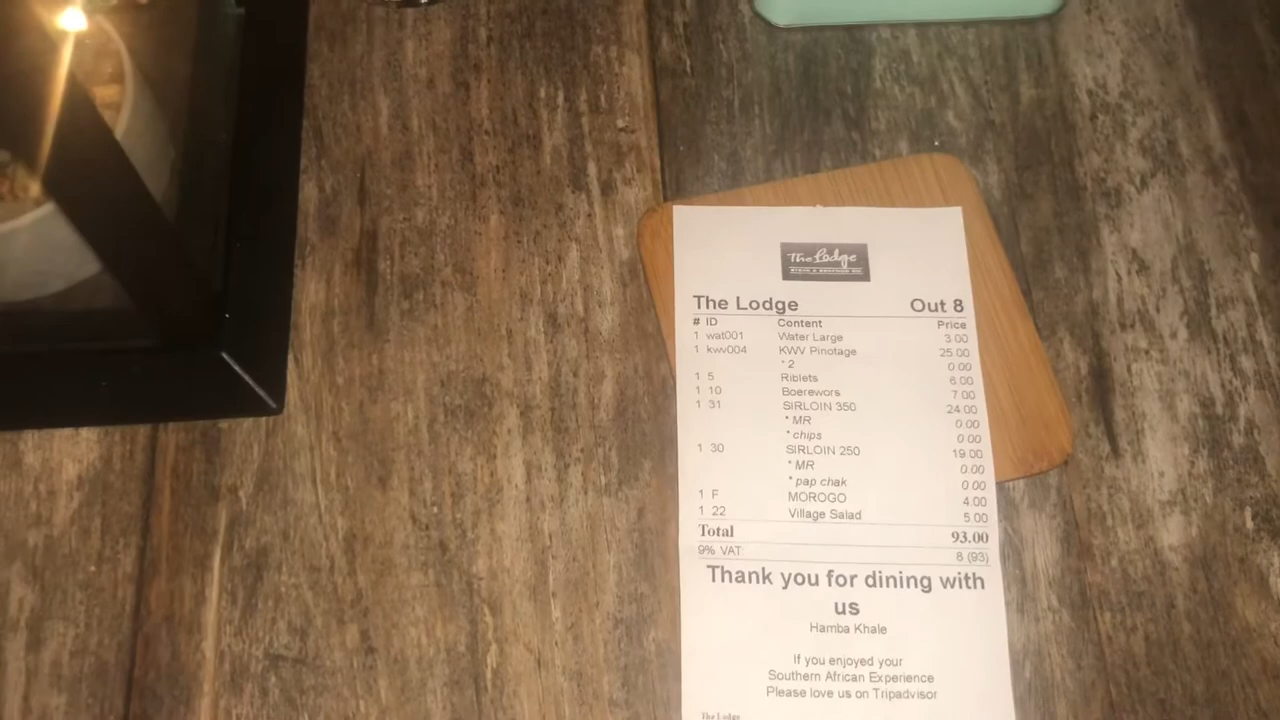 The Lodge
STEAK & SEAFOOD CO.
The Lodge Out 8
# ID Content Price
1 wat001 Water Large 3.00
1 kwv004 KWV Pinotage 25.00
* 2 0.00
1 5 Riblets 6.00
1 10 Boerewors 7.00
1 31 SIRLOIN 350 24.00
* MR 0.00
* chips 0.00
1 30 SIRLOIN 250 19.00
* MR 0.00
* pap chak 0.00
1 F MOROGO 4.00
1 22 Village Salad 5.00
Total 93.00
9% VAT: 8 (93)
Thank you for dining with
us
Hamba Khale
If you enjoyed your
Southern African Experience
Please love us on Tripadvisor
The Lodge